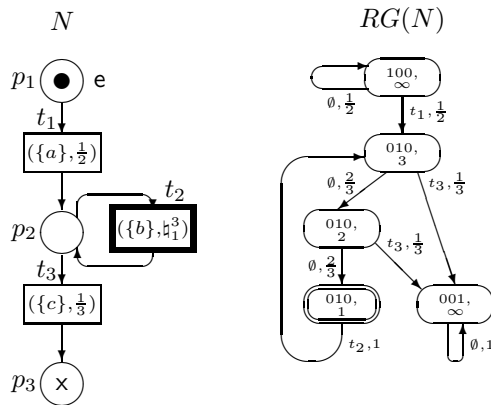 N
p₁ e
t₁
({a},½)
p₂
t₂
({b},♮³₁)
t₃
({c},⅓)
p₃ x
RG(N)
100,
∞
∅,½
t₁,½
010,
3
∅,⅔
t₃,⅓
010,
2
t₃,⅓
∅,⅔
010,
1
001,
∞
t₂,1
∅,1